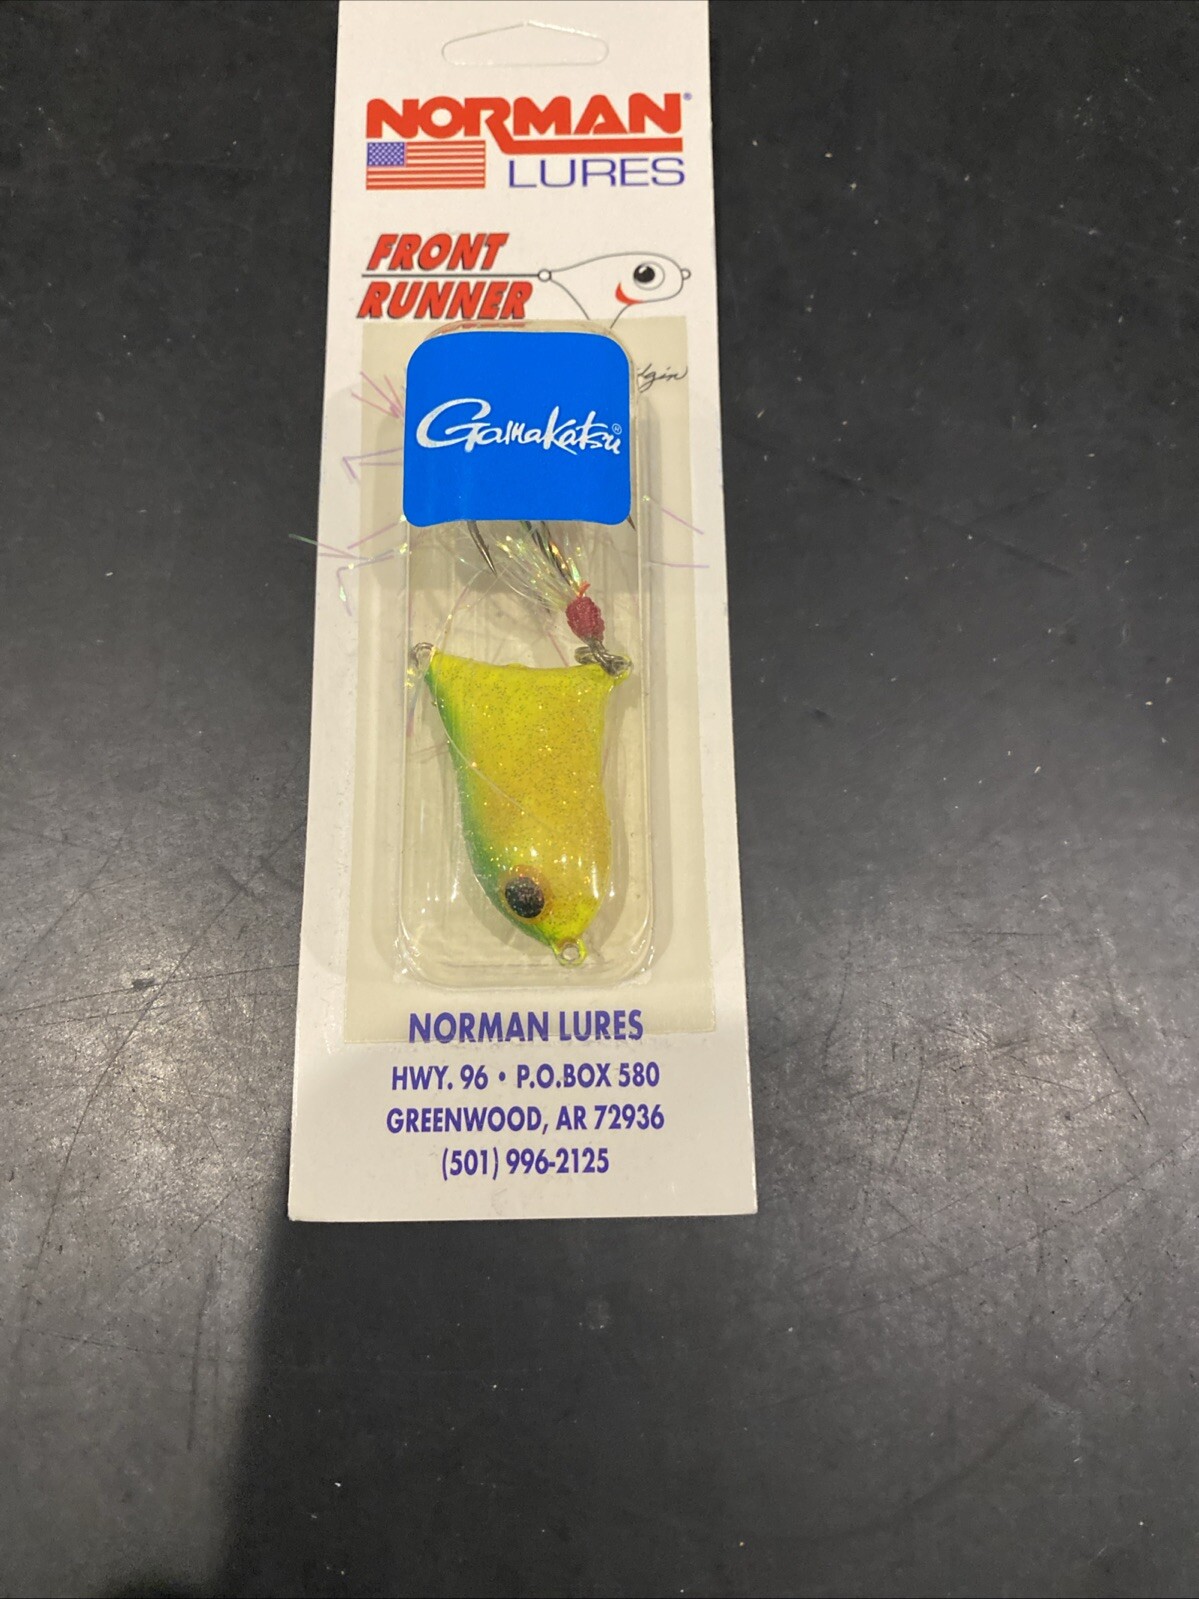 NORMAN®
LURES
FRONT
RUNNER
Gamakatsu®
NORMAN LURES
HWY. 96 • P.O.BOX 580
GREENWOOD, AR 72936
(501) 996-2125